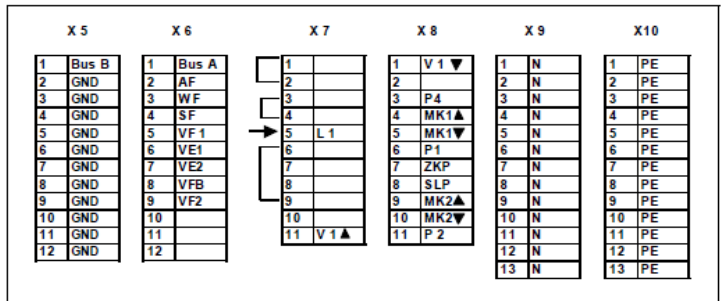 X 5 X 6 X 7 X 8 X 9 X10
1 Bus B 1 Bus A 1 1 V 1 ▼ 1 N 1 PE
2 GND 2 AF 2 2 2 N 2 PE
3 GND 3 WF 3 3 P4 3 N 3 PE
4 GND 4 SF 4 4 MK1▲ 4 N 4 PE
5 GND 5 VF 1 5 L 1 5 MK1▼ 5 N 5 PE
6 GND 6 VE1 6 6 P1 6 N 6 PE
7 GND 7 VE2 7 7 ZKP 7 N 7 PE
8 GND 8 VFB 8 8 SLP 8 N 8 PE
9 GND 9 VF2 9 9 MK2▲ 9 N 9 PE
10 GND 10 10 10 MK2▼ 10 N 10 PE
11 GND 11 11 V 1 ▲ 11 P 2 11 N 11 PE
12 GND 12 12 N 12 PE
13 N 13 PE